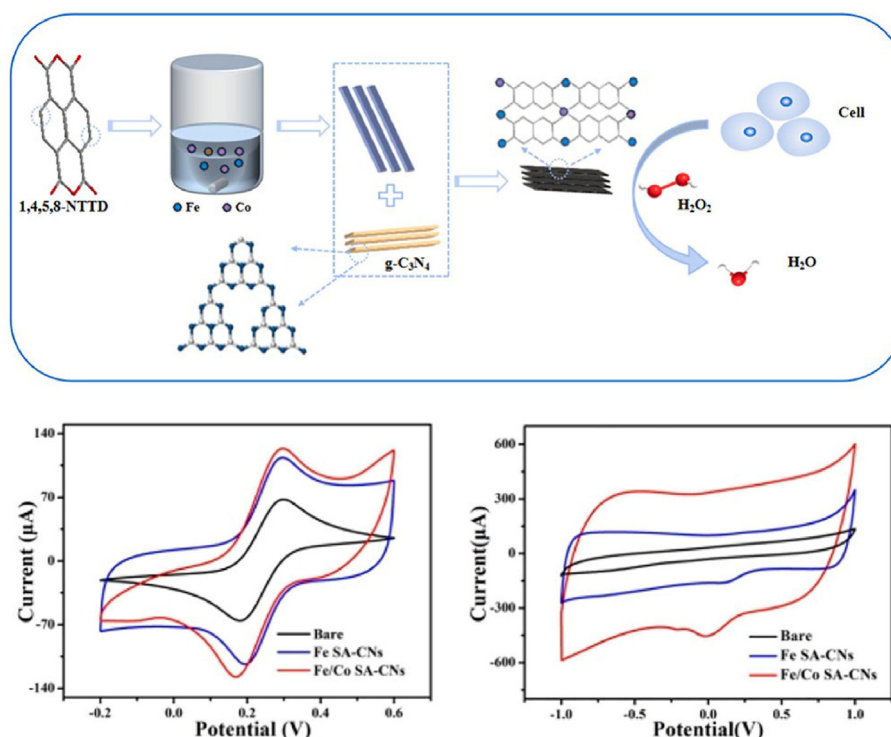 1,4,5,8-NTTD
Fe
Co
g-C₃N₄
Cell
H₂O₂
H₂O
140
70
0
-70
-140
Current (μA)
Bare
Fe SA-CNs
Fe/Co SA-CNs
-0.2
0.0
0.2
0.4
0.6
Potential (V)
600
300
0
-300
-600
Current(μA)
Bare
Fe SA-CNs
Fe/Co SA-CNs
-1.0
-0.5
0.0
0.5
1.0
Potential(V)